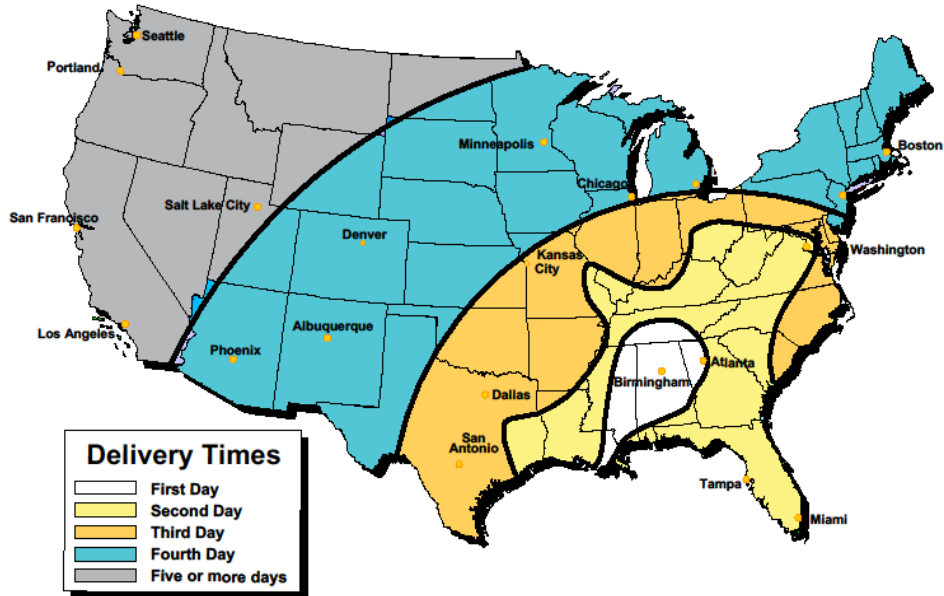 Seattle
Portland
Minneapolis
Boston
Chicago
Salt Lake City
San Francisco
Denver
Washington
Kansas
City
Los Angeles
Albuquerque
Phoenix
Atlanta
Birmingham
Dallas
San
Antonio
Tampa
Miami
Delivery Times
First Day
Second Day
Third Day
Fourth Day
Five or more days